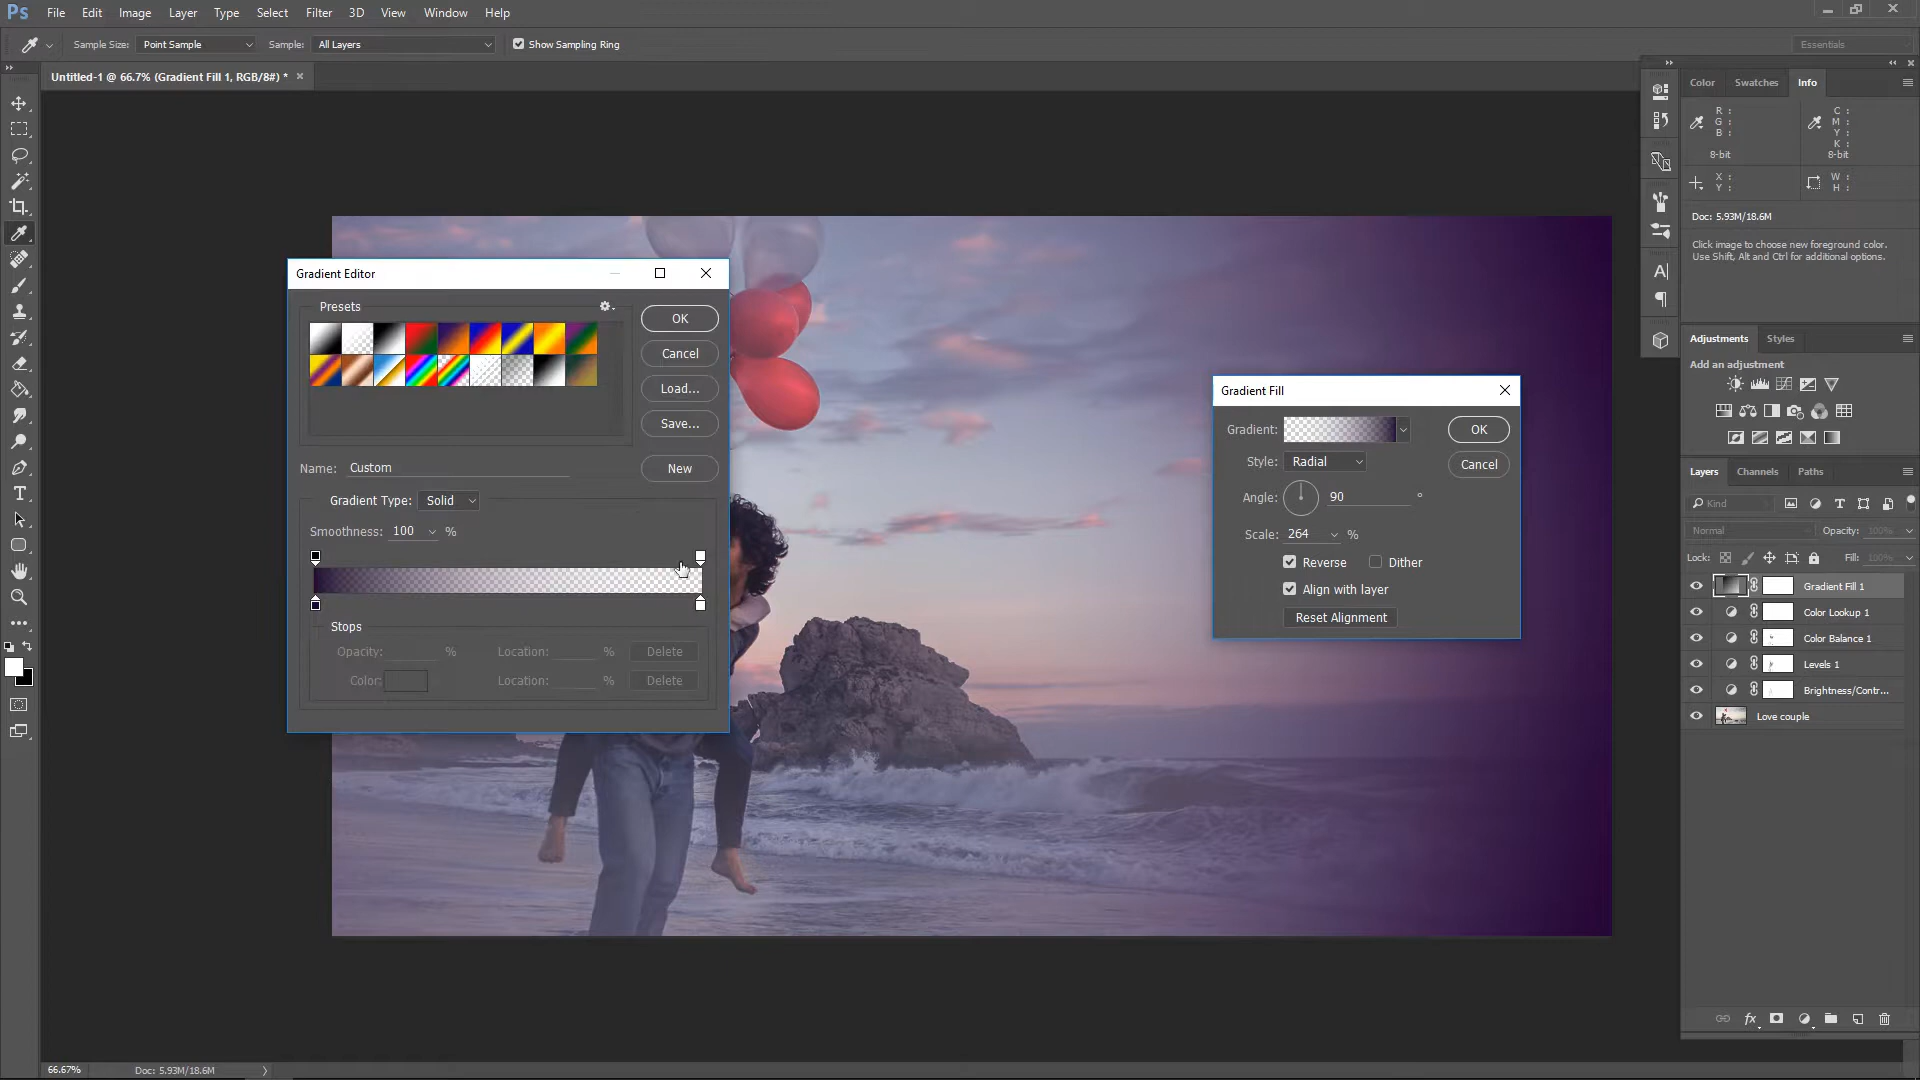 Ps File Edit Image Layer Type Select Filter 3D View Window Help
Sample Size: Point Sample Sample: All Layers Show Sampling Ring Essentials
Untitled-1 @ 66.7% (Gradient Fill 1, RGB/8#) *
Color Swatches Info
R :
G :
B :
8-bit
C :
M :
Y :
K :
8-bit
X :
Y :
W :
H :
Doc: 5.93M/18.6M
Click image to choose new foreground color.
Use Shift, Alt and Ctrl for additional options.
Adjustments Styles
Add an adjustment
Layers Channels Paths
Kind
Normal Opacity: 100%
Lock: Fill: 100%
Gradient Fill 1
Color Lookup 1
Color Balance 1
Levels 1
Brightness/Contr...
Love couple
Gradient Editor
Presets
OK
Cancel
Load...
Save...
Name: Custom
New
Gradient Type: Solid
Smoothness: 100 %
Stops
Opacity: % Location: % Delete
Color: Location: % Delete
Gradient Fill
Gradient: OK
Style: Radial Cancel
Angle: 90 °
Scale: 264 %
Reverse Dither
Align with layer
Reset Alignment
66.67% Doc: 5.93M/18.6M